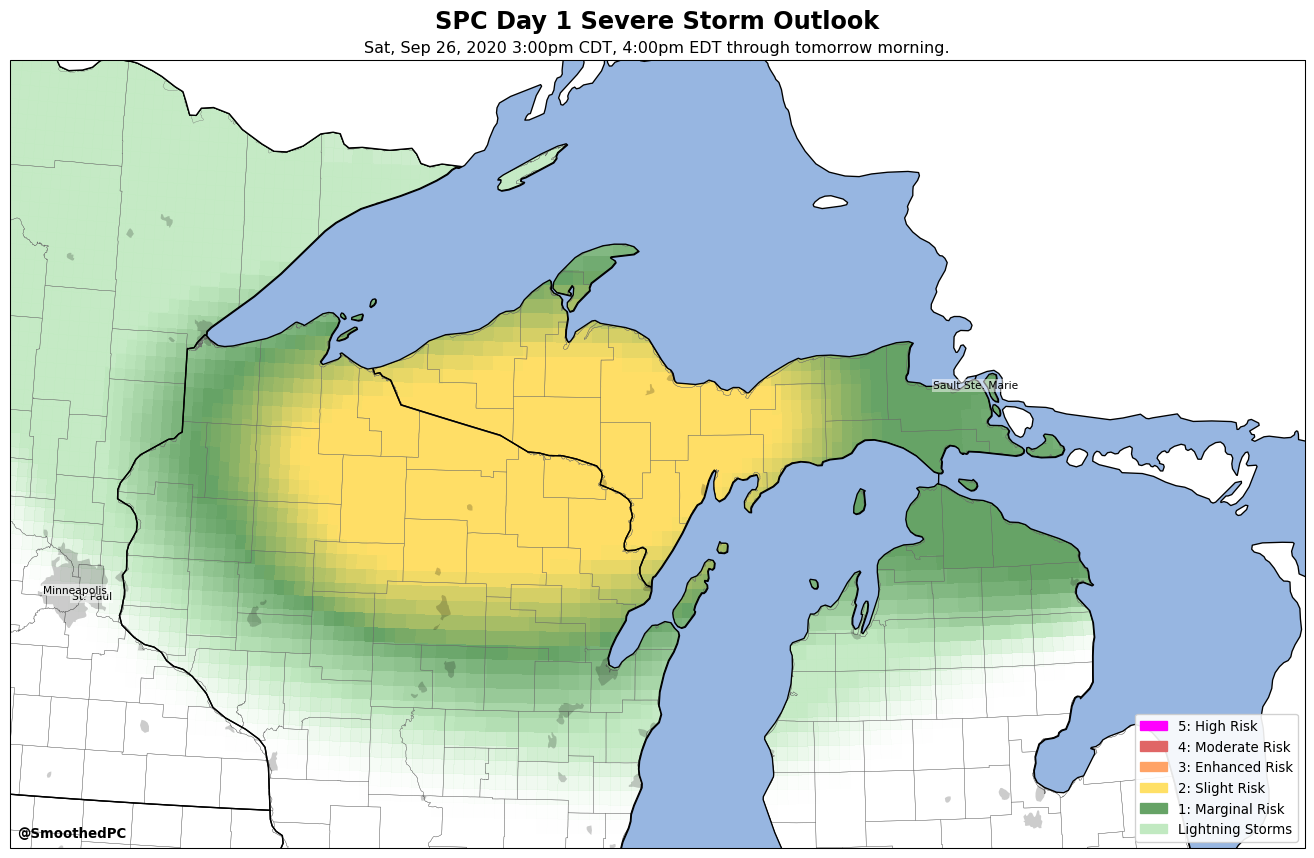 SPC Day 1 Severe Storm Outlook
Sat, Sep 26, 2020 3:00pm CDT, 4:00pm EDT through tomorrow morning.
Sault Ste. Marie
Minneapolis
St. Paul
5: High Risk
4: Moderate Risk
3: Enhanced Risk
2: Slight Risk
1: Marginal Risk
Lightning Storms
@SmoothedPC